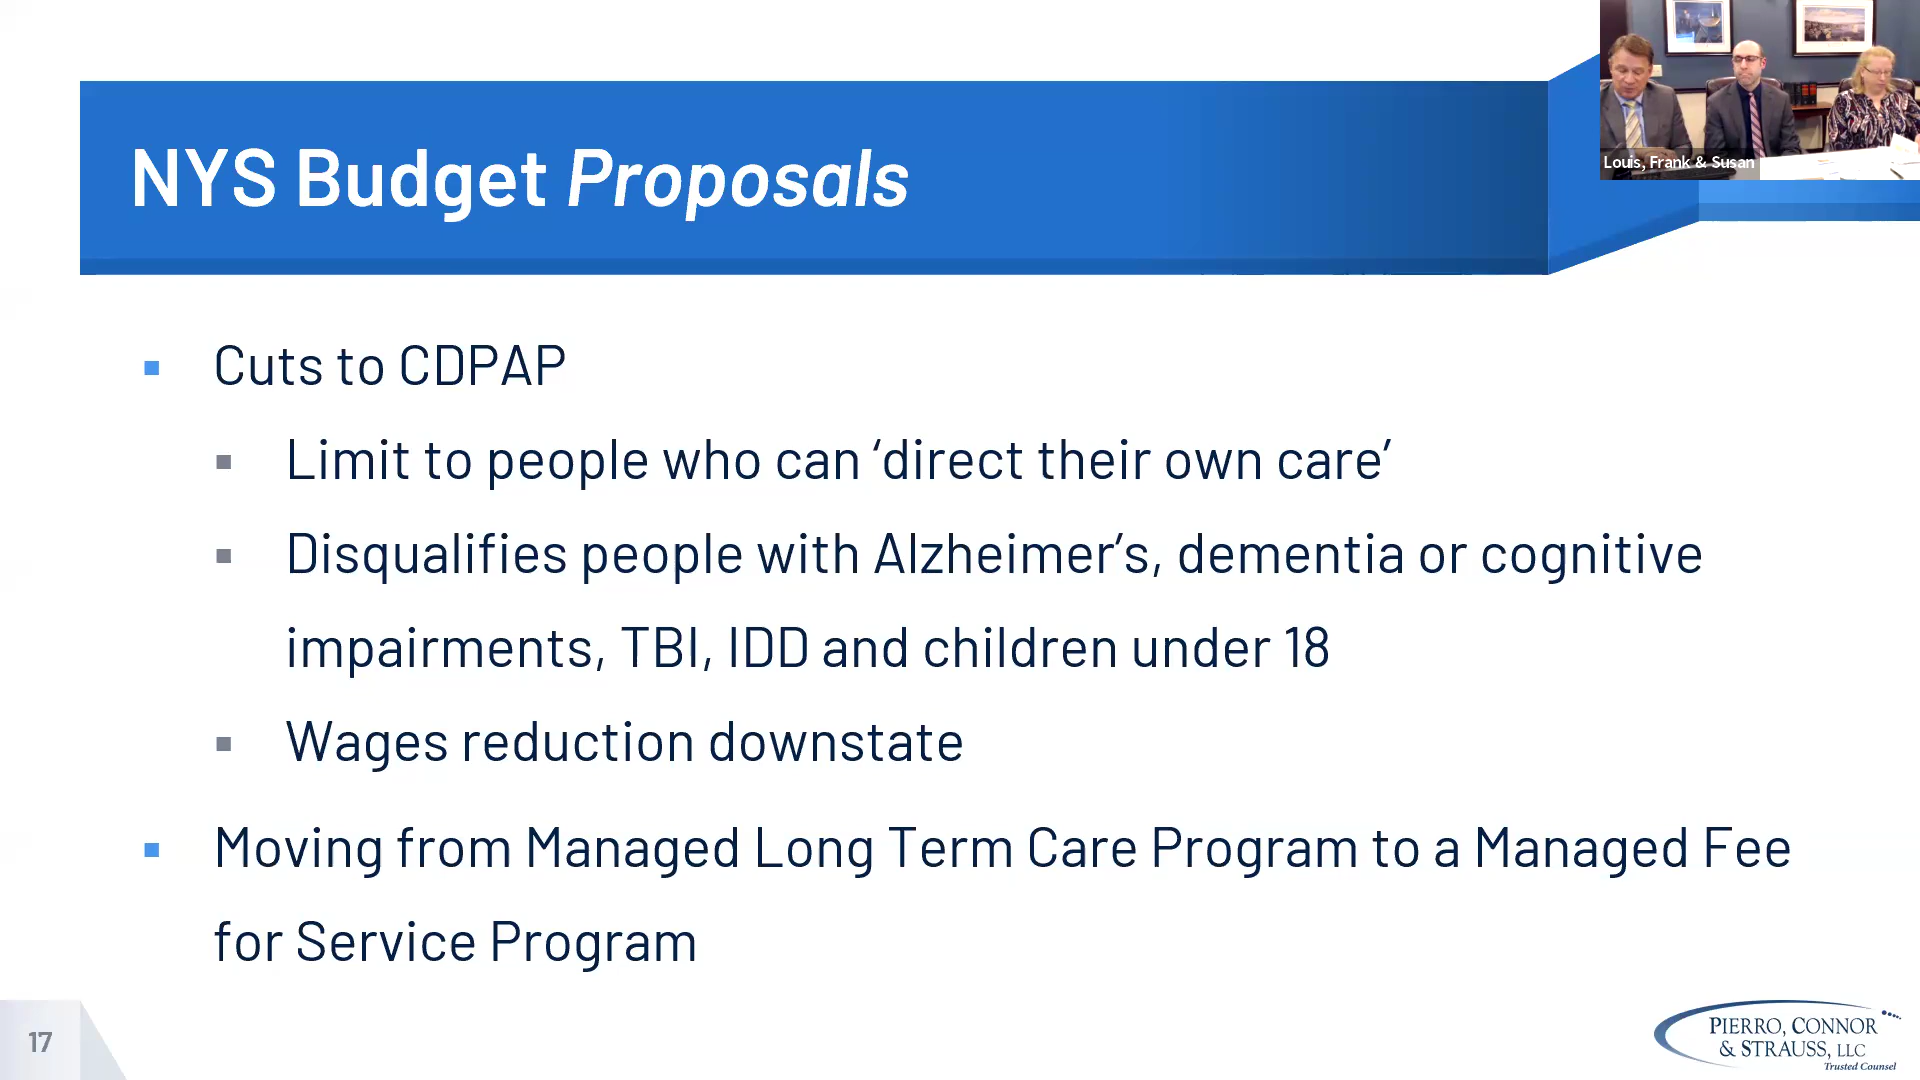 Louis, Frank & Susan
NYS Budget Proposals
Cuts to CDPAP
Limit to people who can ‘direct their own care’
Disqualifies people with Alzheimer’s, dementia or cognitive
impairments, TBI, IDD and children under 18
Wages reduction downstate
Moving from Managed Long Term Care Program to a Managed Fee
for Service Program
17
PIERRO, CONNOR
& STRAUSS, LLC
Trusted Counsel